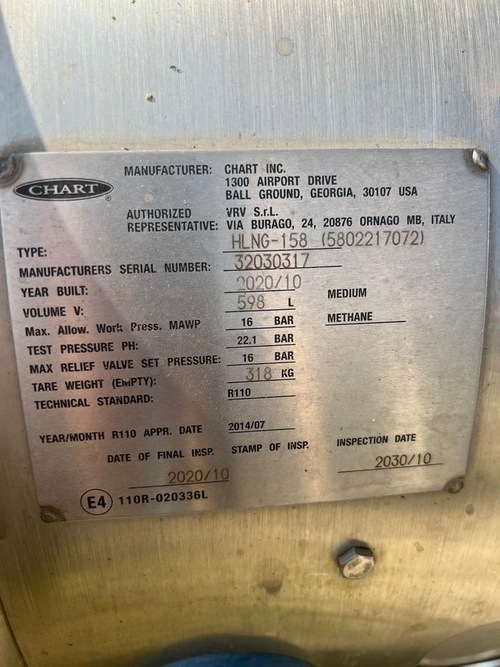 CHART®
MANUFACTURER: CHART INC.
1300 AIRPORT DRIVE
BALL GROUND, GEORGIA, 30107 USA
AUTHORIZED REPRESENTATIVE: VRV S.r.L.
VIA BURAGO, 24, 20876 ORNAGO MB, ITALY
TYPE: HLNG-158 (5802217072)
MANUFACTURERS SERIAL NUMBER: 32030317
YEAR BUILT: 2020/10
VOLUME V: 598 L MEDIUM
Max. Allow. Work Press. MAWP 16 BAR METHANE
TEST PRESSURE PH: 22.1 BAR
MAX RELIEF VALVE SET PRESSURE: 16 BAR
TARE WEIGHT (EmPTY): 318 KG
TECHNICAL STANDARD: R110
YEAR/MONTH R110 APPR. DATE 2014/07
DATE OF FINAL INSP. STAMP OF INSP. INSPECTION DATE
2020/10 2030/10
E4 110R-020336L